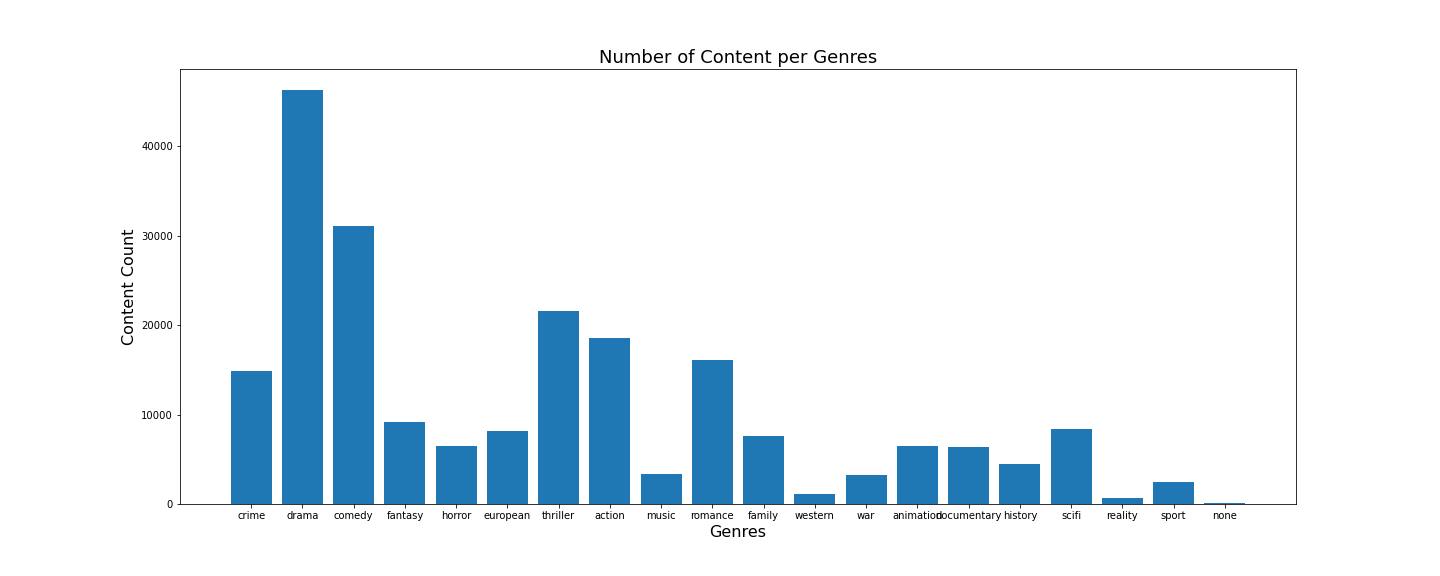 Number of Content per Genres
Content Count
40000
30000
20000
10000
0
crime drama comedy fantasy horror european thriller action music romance family western war animation documentary history scifi reality sport none
Genres